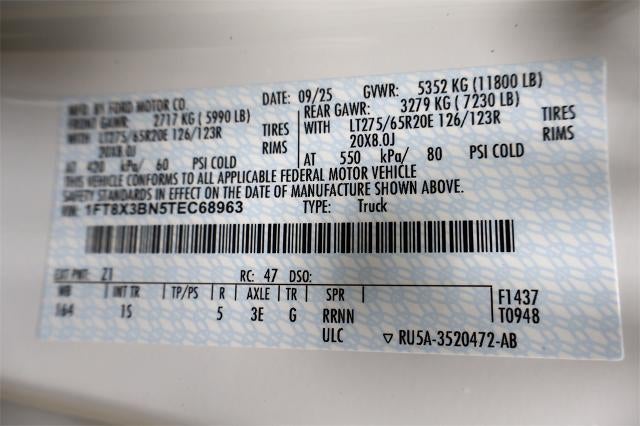 MFD. BY FORD MOTOR CO. DATE: 09/25 GVWR: 5352 KG (11800 LB)
FRONT GAWR: 2717 KG (5990 LB) REAR GAWR: 3279 KG (7230 LB)
WITH LT275/65R20E 126/123R TIRES WITH LT275/65R20E 126/123R TIRES
20X8.0J RIMS 20X8.0J RIMS
AT 420 kPa/ 60 PSI COLD AT 550 kPa/ 80 PSI COLD
THIS VEHICLE CONFORMS TO ALL APPLICABLE FEDERAL MOTOR VEHICLE
SAFETY STANDARDS IN EFFECT ON THE DATE OF MANUFACTURE SHOWN ABOVE.
VIN: 1FT8X3BN5TEC68963 TYPE: Truck
EXT PNT: Z1 RC: 47 DSO:
WB INT TR TP/PS R AXLE TR SPR F1437
164 1S 5 3E G RRNN T0948
ULC ▽ RU5A-3520472-AB